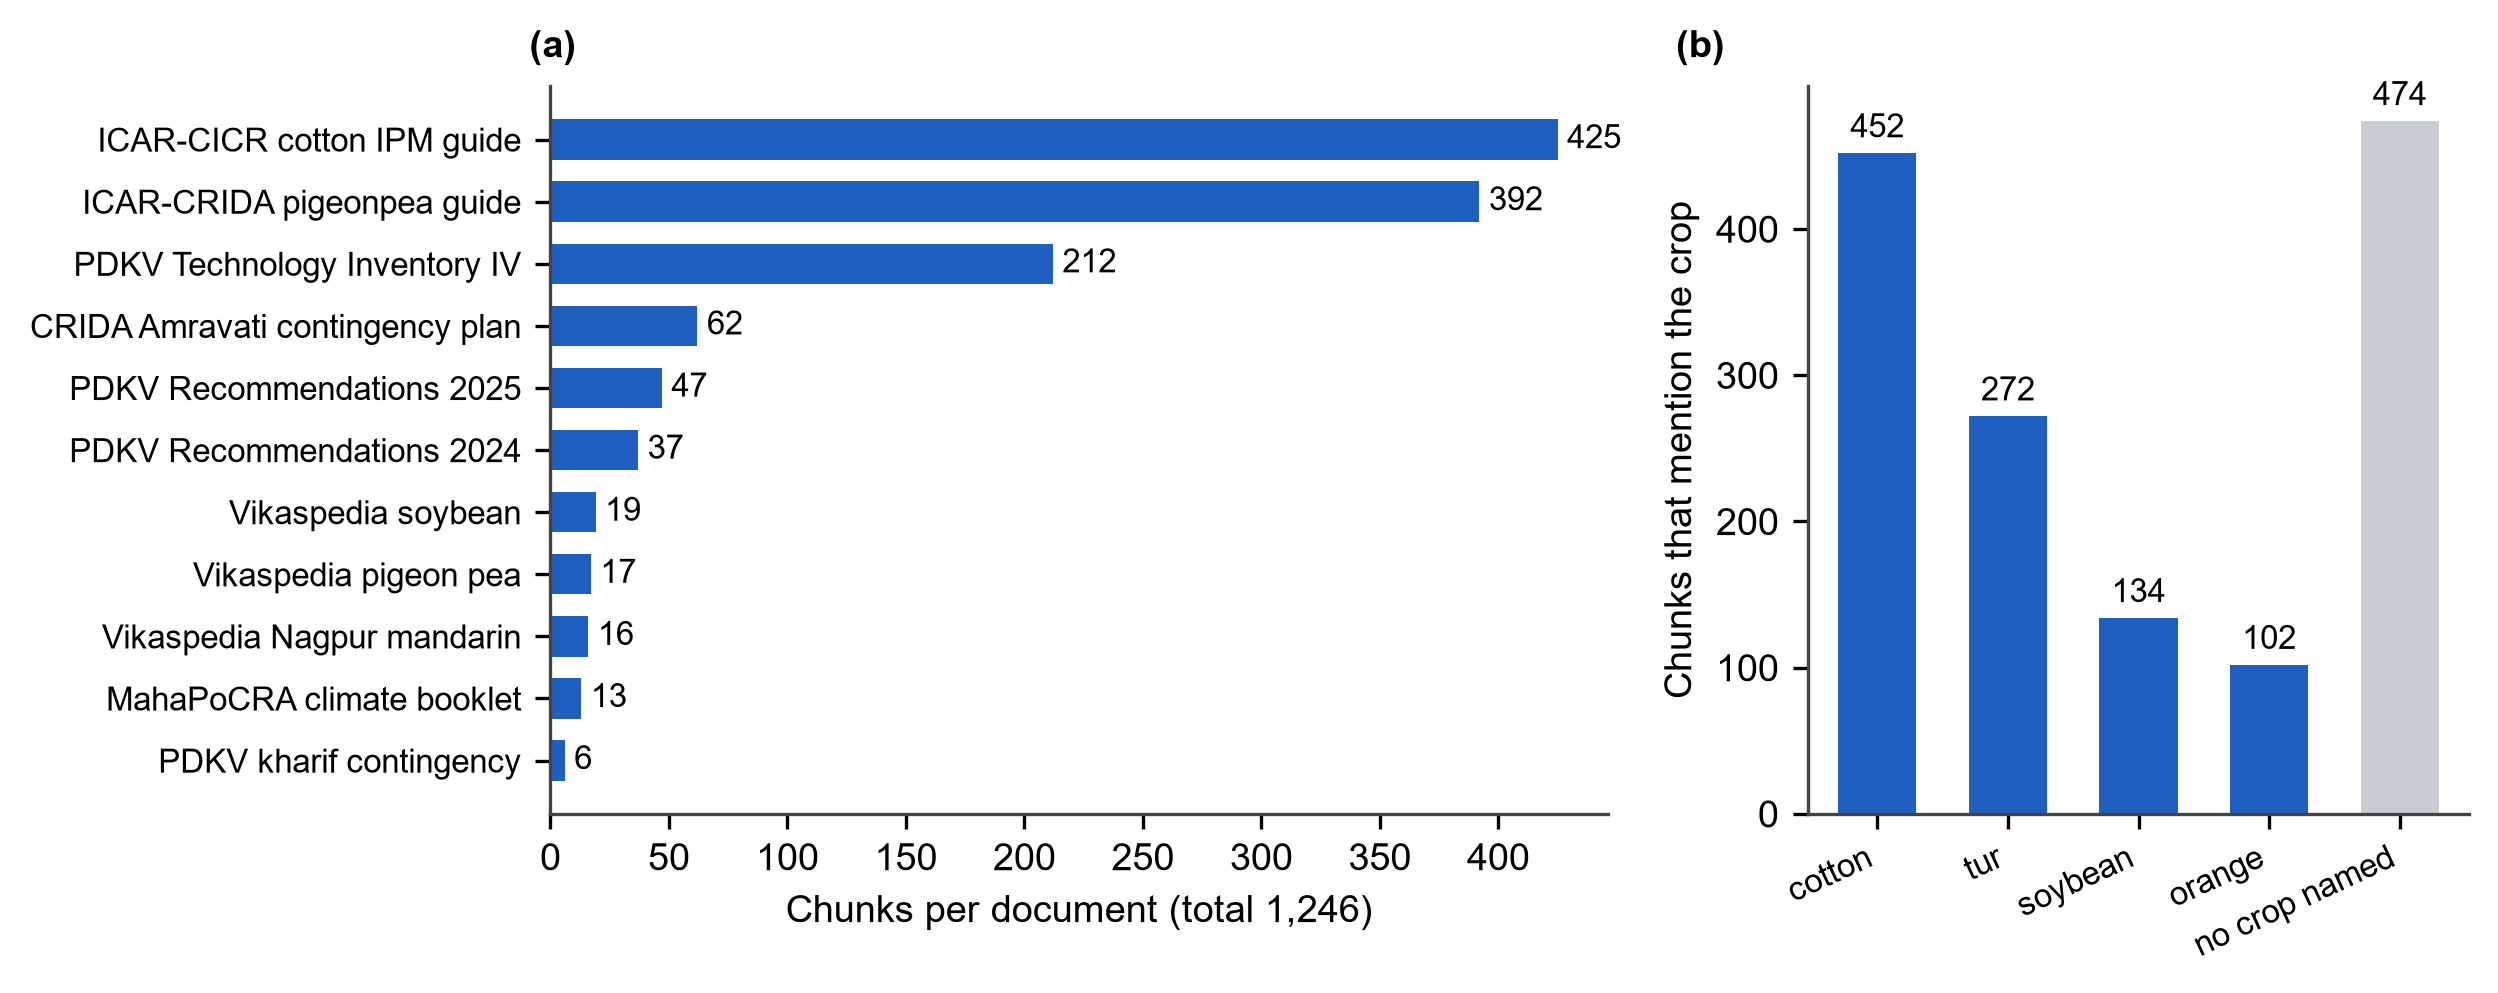 (a)
ICAR-CICR cotton IPM guide 425
ICAR-CRIDA pigeonpea guide 392
PDKV Technology Inventory IV 212
CRIDA Amravati contingency plan 62
PDKV Recommendations 2025 47
PDKV Recommendations 2024 37
Vikaspedia soybean 19
Vikaspedia pigeon pea 17
Vikaspedia Nagpur mandarin 16
MahaPoCRA climate booklet 13
PDKV kharif contingency 6
0 50 100 150 200 250 300 350 400
Chunks per document (total 1,246)
(b)
Chunks that mention the crop
400
300
200
100
0
452
272
134
102
474
cotton
tur
soybean
orange
no crop named